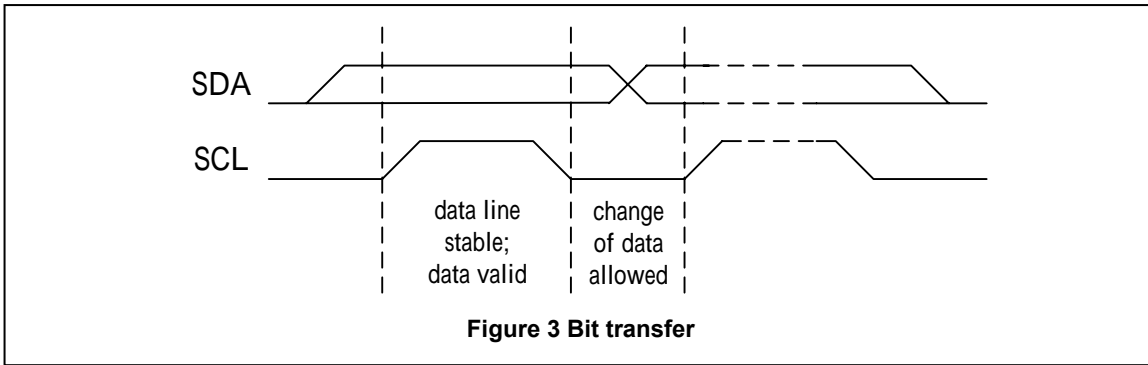 SDA
SCL
data line
stable;
data valid
change
of data
allowed
Figure 3 Bit transfer